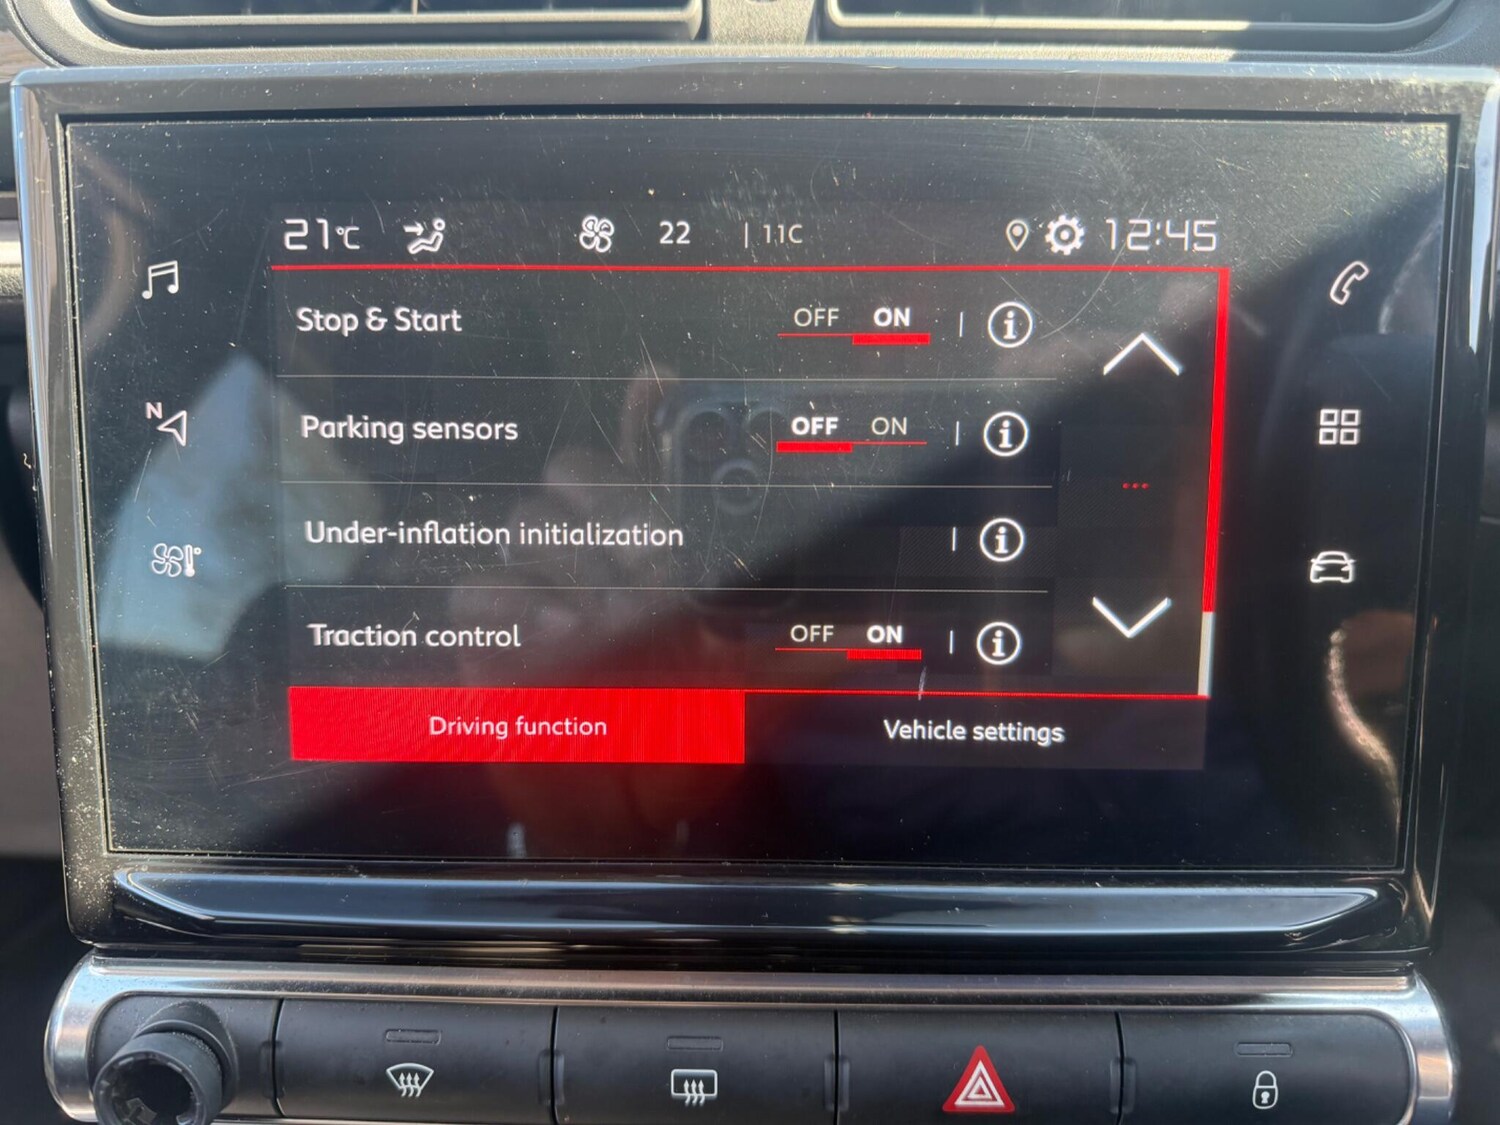 21°C 22 | 11C 12:45
Stop & Start OFF ON
N
Parking sensors OFF ON
Under-inflation initialization
Traction control OFF ON
Driving function Vehicle settings